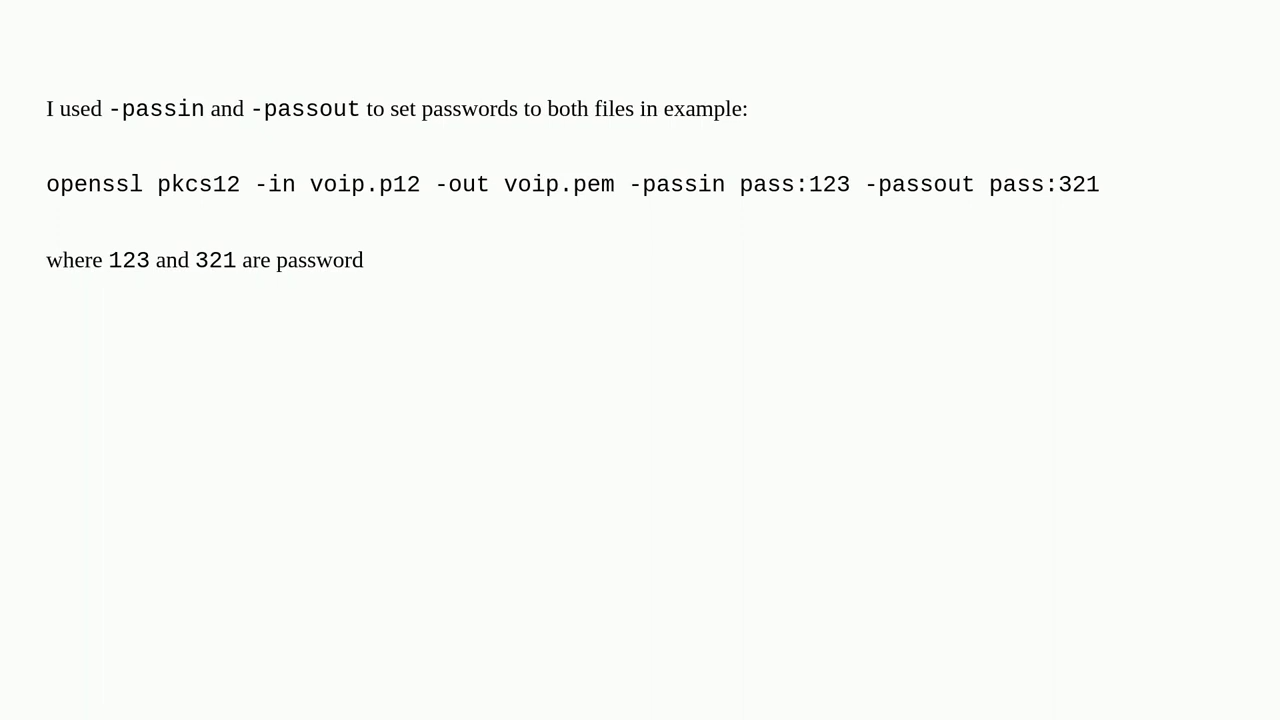 I used -passin and -passout to set passwords to both files in example:
openssl pkcs12 -in voip.p12 -out voip.pem -passin pass:123 -passout pass:321
where 123 and 321 are password